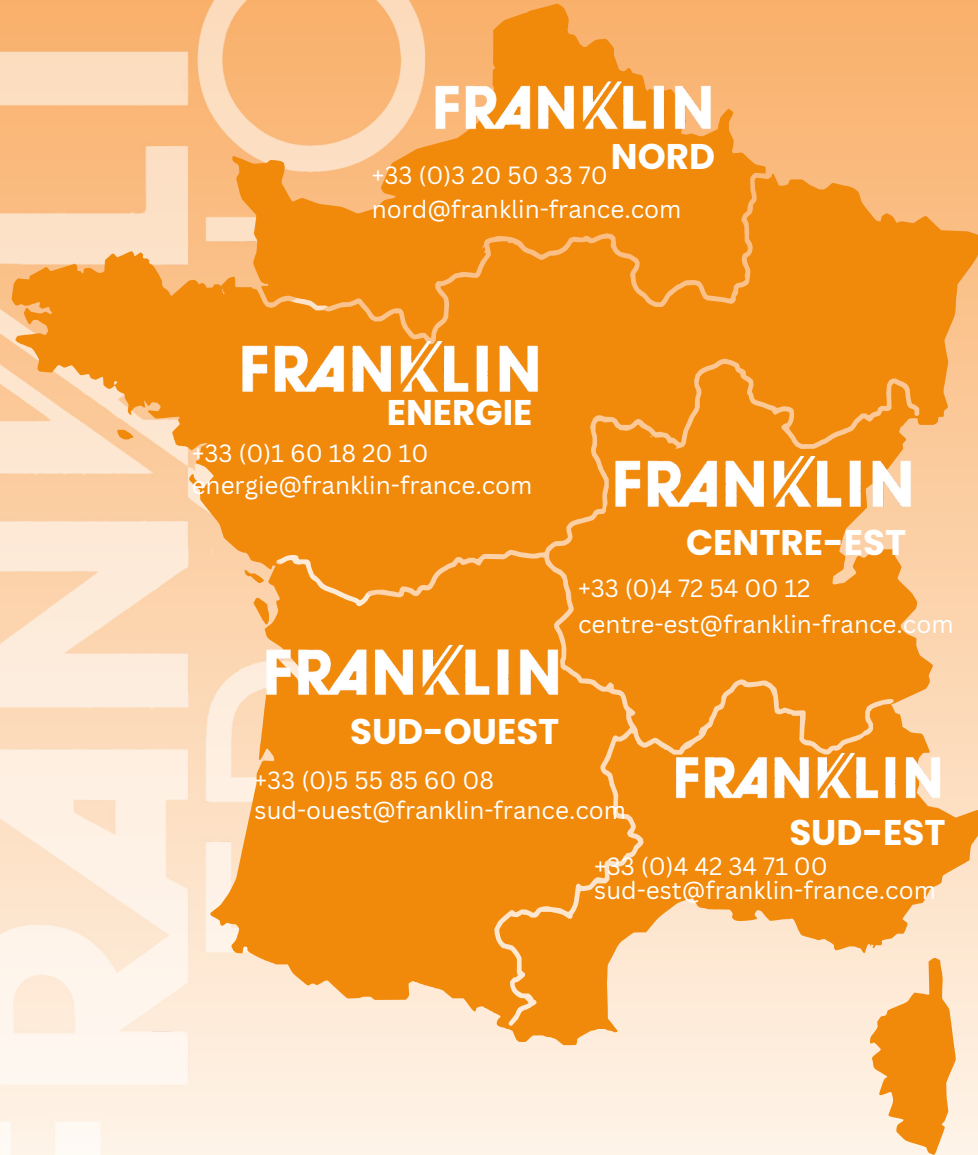 FRANKLIN
NORD
+33 (0)3 20 50 33 70
nord@franklin-france.com
FRANKLIN
ENERGIE
+33 (0)1 60 18 20 10
energie@franklin-france.com
FRANKLIN
CENTRE-EST
+33 (0)4 72 54 00 12
centre-est@franklin-france.com
FRANKLIN
SUD-OUEST
+33 (0)5 55 85 60 08
sud-ouest@franklin-france.com
FRANKLIN
SUD-EST
+33 (0)4 42 34 71 00
sud-est@franklin-france.com